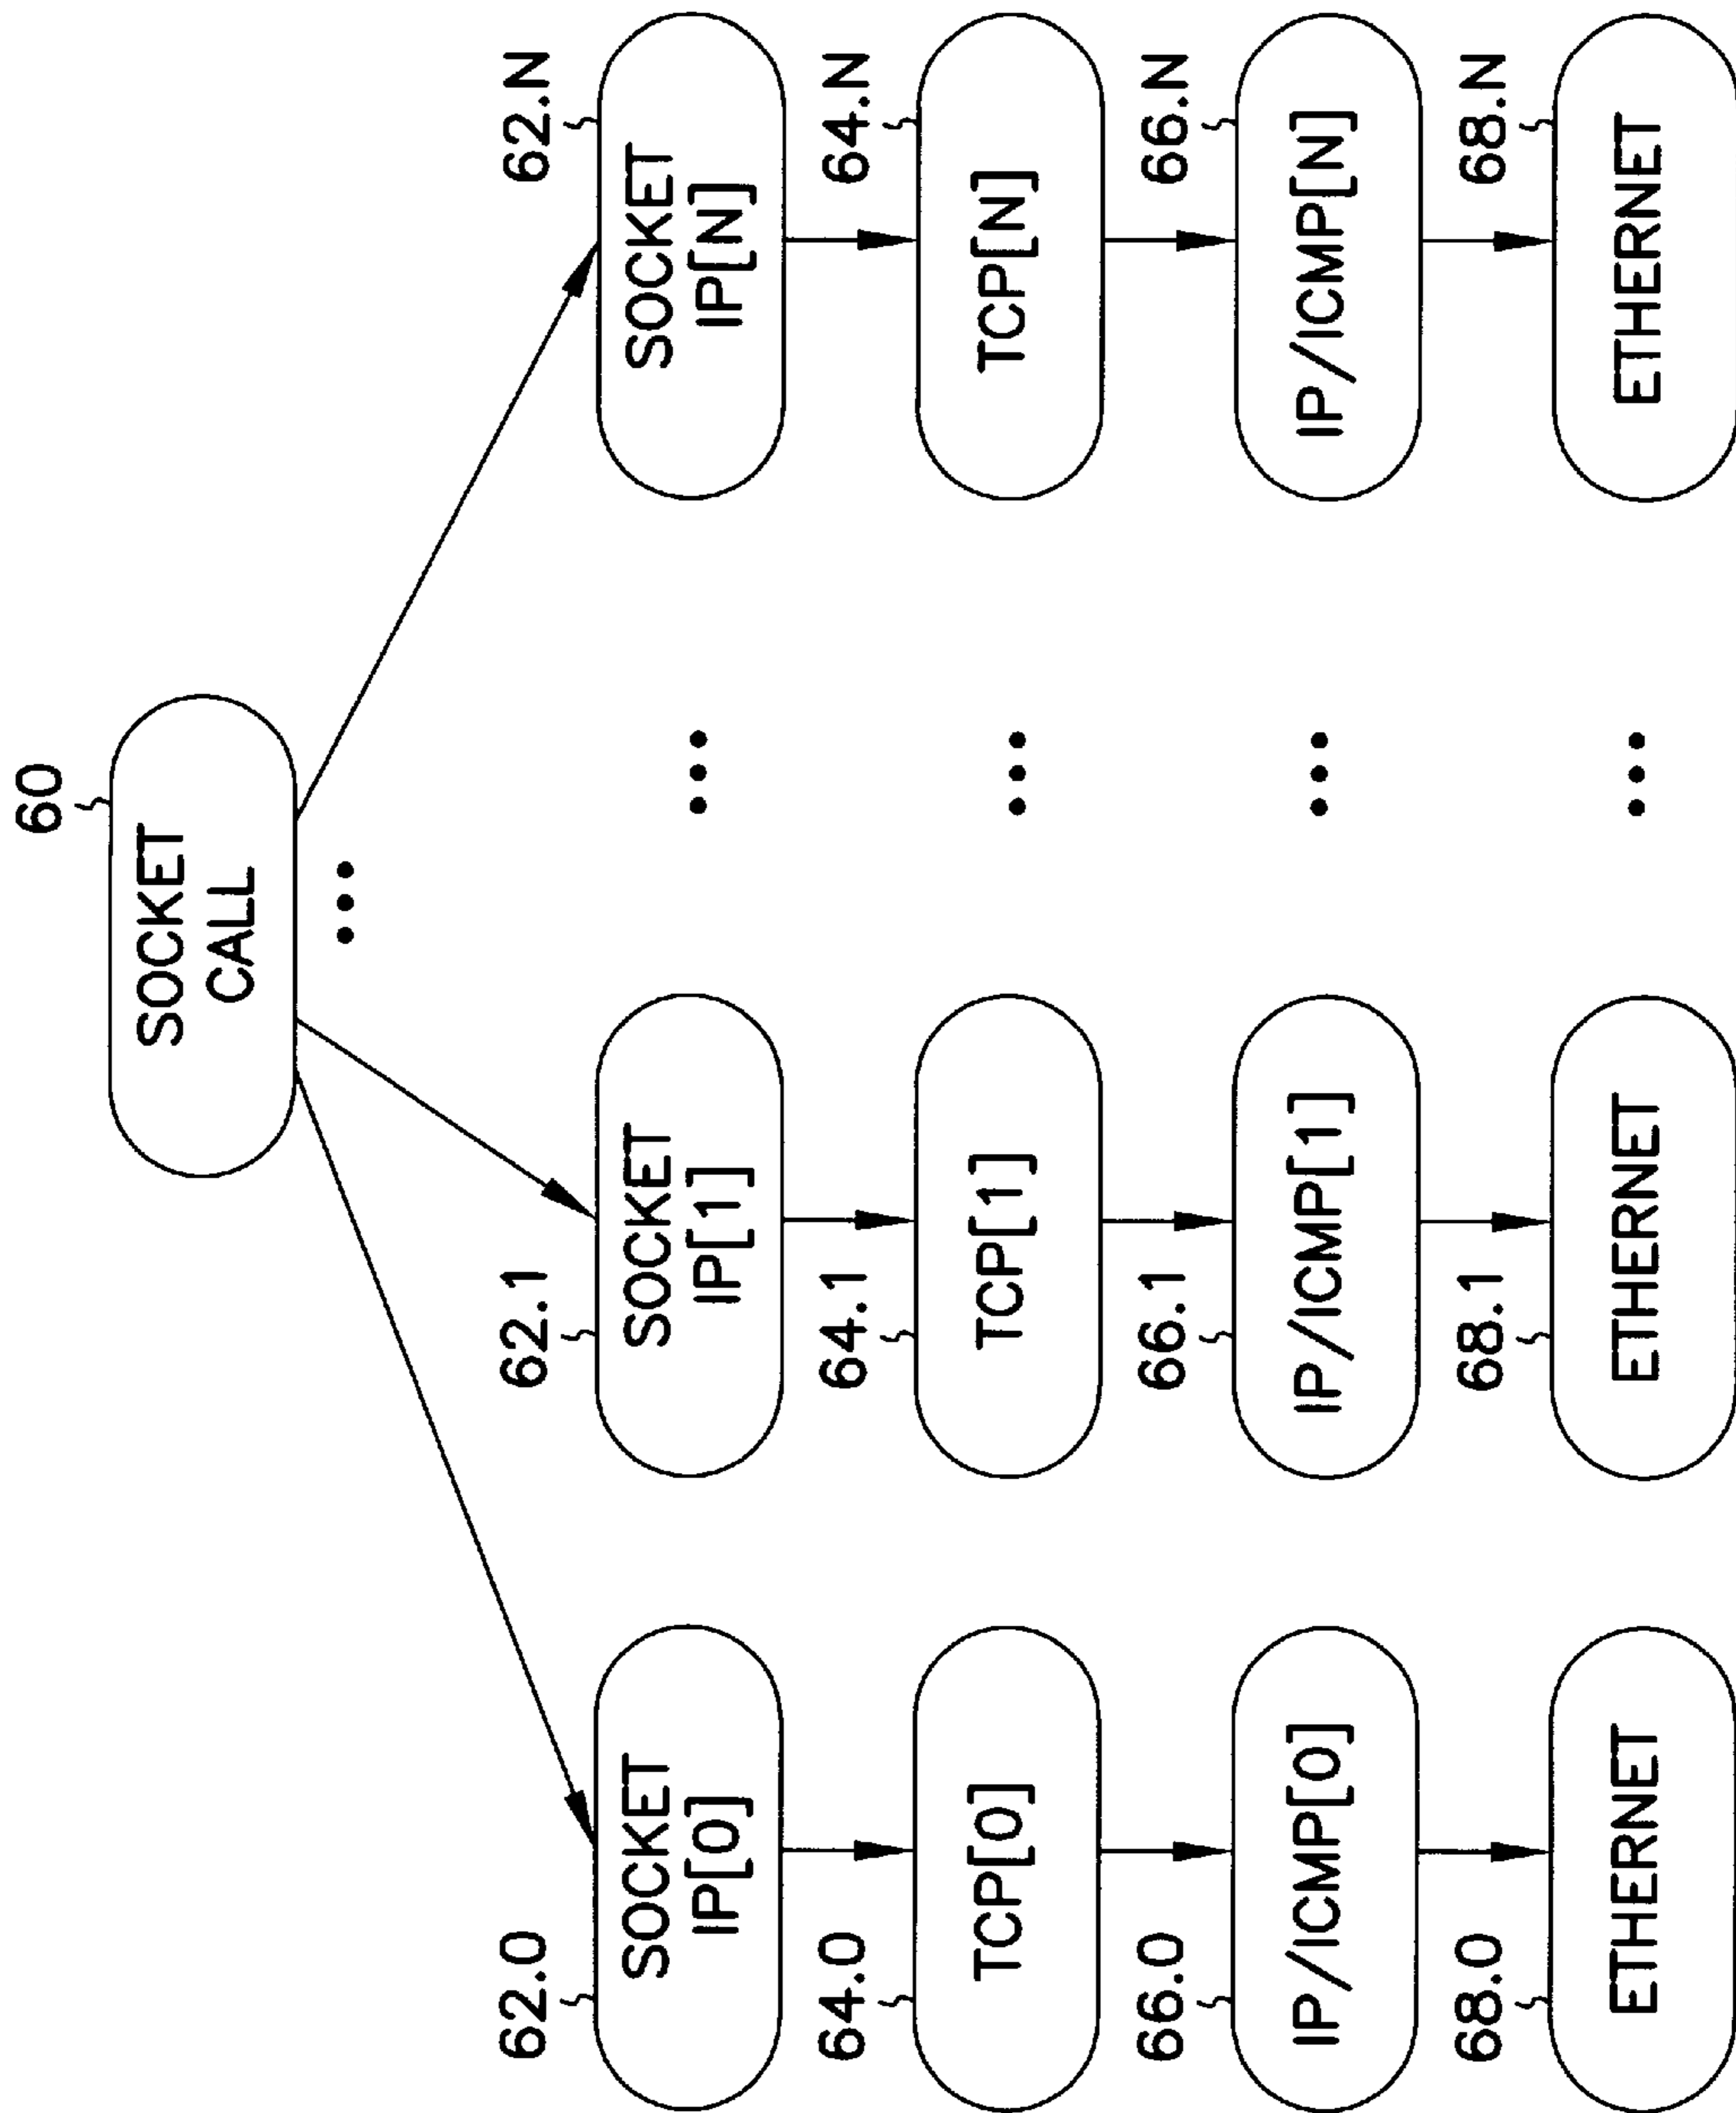 60
SOCKET
CALL
...
62.0
SOCKET
IP[0]
62.1
SOCKET
IP[1]
...
62.N
SOCKET
IP[N]
64.0
TCP[0]
64.1
TCP[1]
...
64.N
TCP[N]
66.0
IP/ICMP[0]
66.1
IP/ICMP[1]
...
66.N
IP/ICMP[N]
68.0
ETHERNET
68.1
ETHERNET
...
68.N
ETHERNET